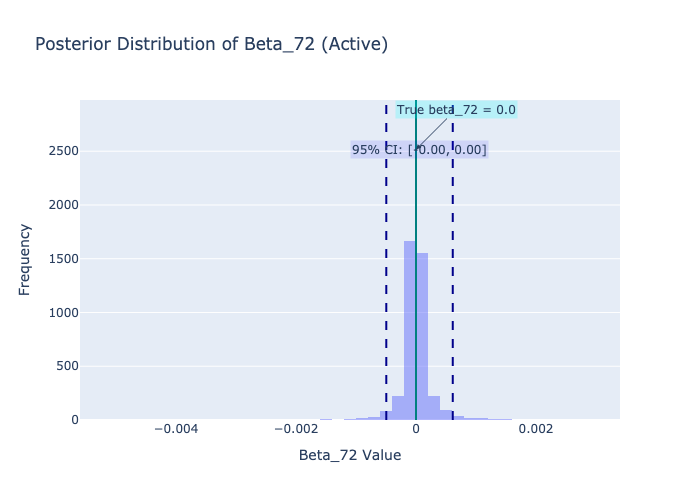 Posterior Distribution of Beta_72 (Active)
True beta_72 = 0.0
95% CI: [-0.00, 0.00]
2500
2000
1500
1000
500
0
Frequency
−0.004
−0.002
0
0.002
Beta_72 Value